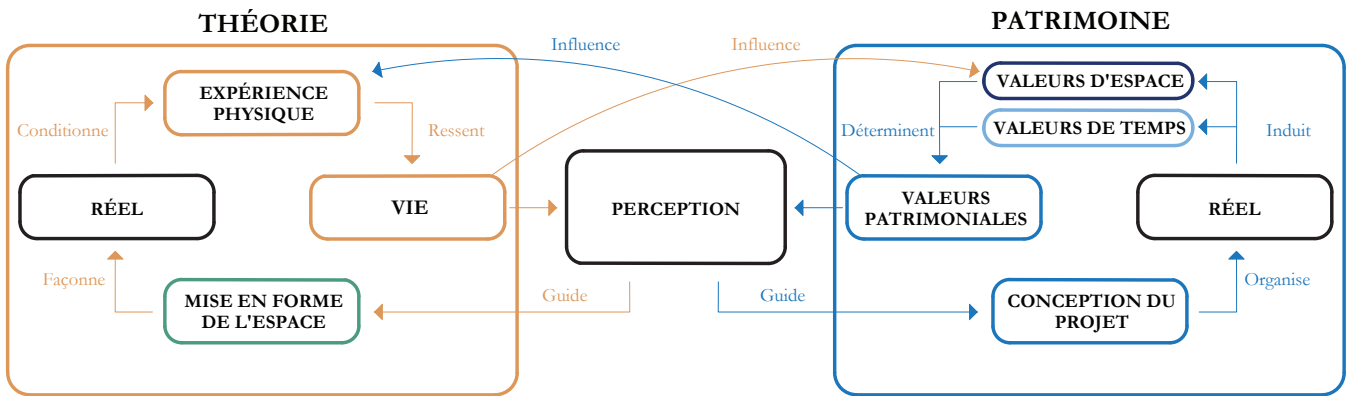 THÉORIE
PATRIMOINE
Influence
Influence
EXPÉRIENCE
PHYSIQUE
VALEURS D'ESPACE
Conditionne
Ressent
Déterminent
VALEURS DE TEMPS
Induit
RÉEL
VIE
PERCEPTION
VALEURS
PATRIMONIALES
RÉEL
Façonne
MISE EN FORME
DE L'ESPACE
Guide
Guide
CONCEPTION DU
PROJET
Organise